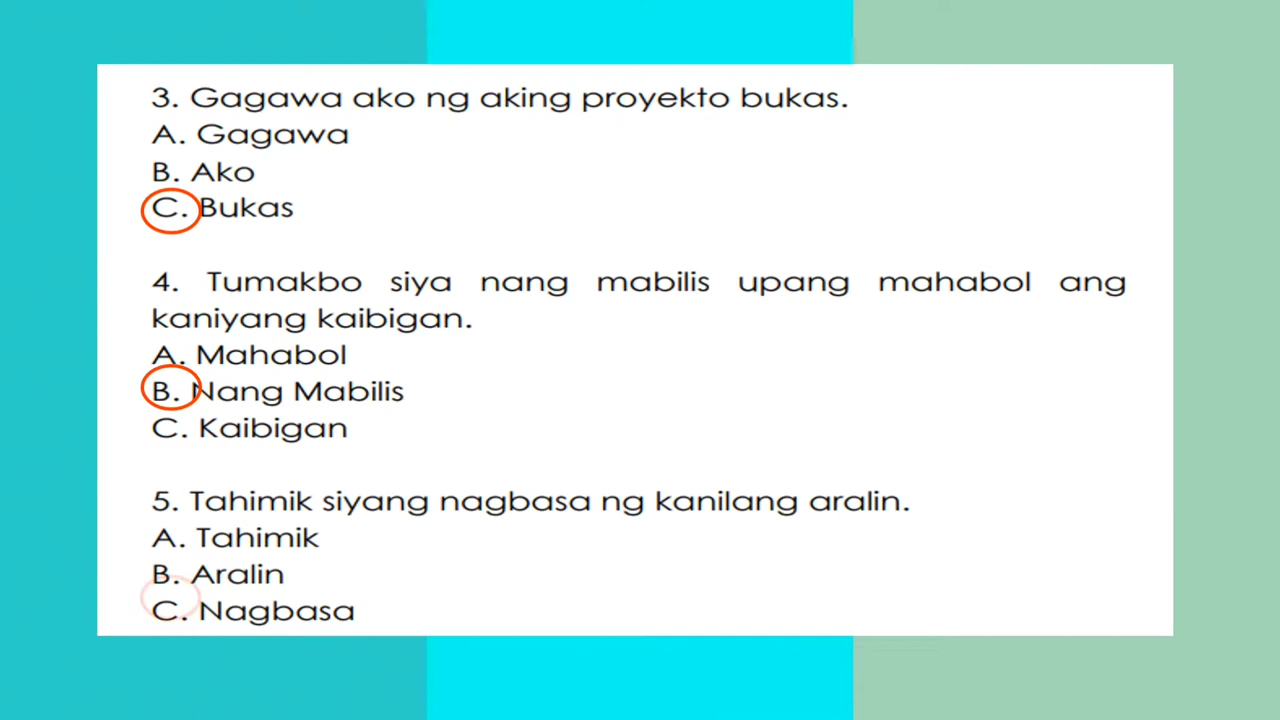 3. Gagawa ako ng aking proyekto bukas.
A. Gagawa
B. Ako
C. Bukas
4. Tumakbo siya nang mabilis upang mahabol ang
kaniyang kaibigan.
A. Mahabol
B. Nang Mabilis
C. Kaibigan
5. Tahimik siyang nagbasa ng kanilang aralin.
A. Tahimik
B. Aralin
C. Nagbasa